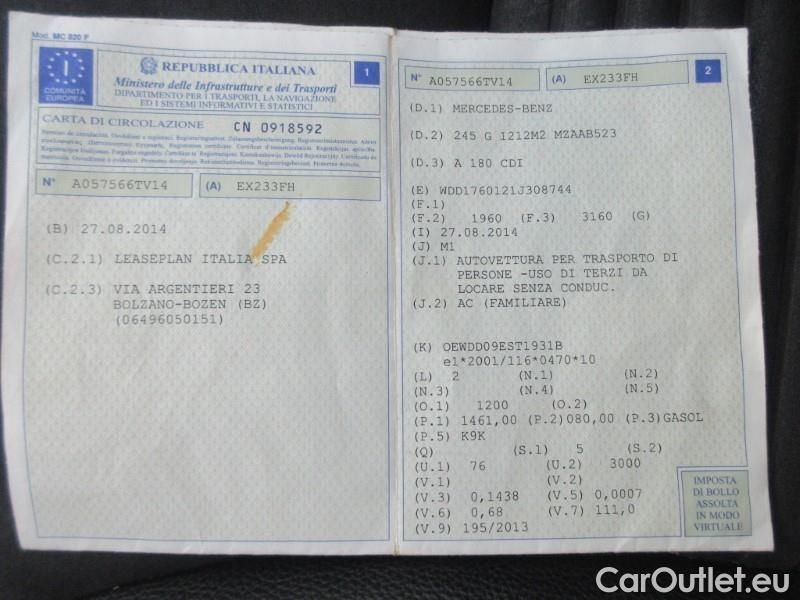 Mod. MC 820 F
I
COMUNITÀ
EUROPEA
REPUBBLICA ITALIANA
Ministero delle Infrastrutture e dei Trasporti
DIPARTIMENTO PER I TRASPORTI, LA NAVIGAZIONE
ED I SISTEMI INFORMATIVI E STATISTICI
1
CARTA DI CIRCOLAZIONE CN 0918592
N° A057566TV14 (A) EX233FH
(B) 27.08.2014
(C.2.1) LEASEPLAN ITALIA SPA
(C.2.3) VIA ARGENTIERI 23
BOLZANO-BOZEN (BZ)
(06496050151)
N° A057566TV14 (A) EX233FH
2
(D.1) MERCEDES-BENZ
(D.2) 245 G 1212M2 MZAAB523
(D.3) A 180 CDI
(E) WDD1760121J308744
(F.1)
(F.2) 1960 (F.3) 3160 (G)
(I) 27.08.2014
(J) M1
(J.1) AUTOVETTURA PER TRASPORTO DI
PERSONE -USO DI TERZI DA
LOCARE SENZA CONDUC.
(J.2) AC (FAMILIARE)
(K) OEWDD09EST1931B
e1*2001/116*0470*10
(L) 2 (N.1) (N.2)
(N.3) (N.4) (N.5)
(O.1) 1200 (O.2)
(P.1) 1461,00 (P.2)080,00 (P.3)GASOL
(P.5) K9K
(Q) (S.1) 5 (S.2)
(U.1) 76 (U.2) 3000
(V.1) (V.2)
(V.3) 0,1438 (V.5) 0,0007
(V.6) 0,68 (V.7) 111,0
(V.9) 195/2013
IMPOSTA
DI BOLLO
ASSOLTA
IN MODO
VIRTUALE
CarOutlet.eu